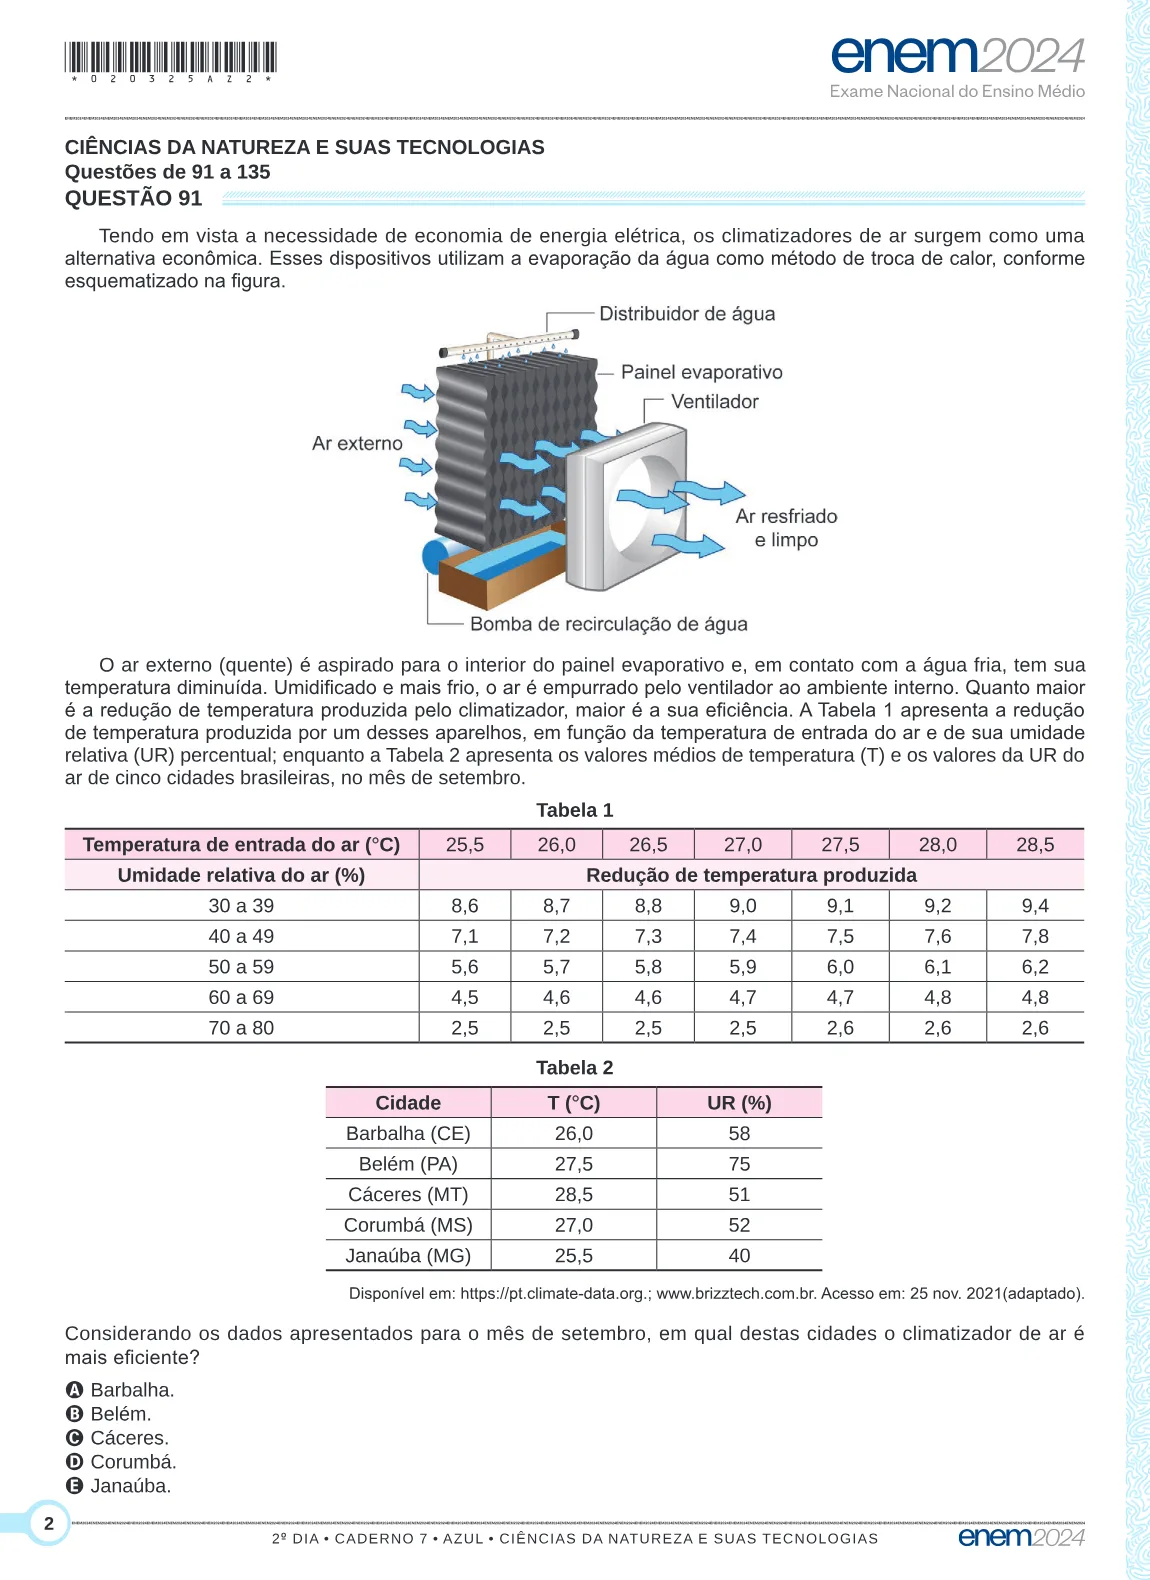 *020325AZ2*
enem2024
Exame Nacional do Ensino Médio
CIÊNCIAS DA NATUREZA E SUAS TECNOLOGIAS
Questões de 91 a 135
QUESTÃO 91
Tendo em vista a necessidade de economia de energia elétrica, os climatizadores de ar surgem como uma
alternativa econômica. Esses dispositivos utilizam a evaporação da água como método de troca de calor, conforme
esquematizado na figura.
Distribuidor de água
Painel evaporativo
Ventilador
Ar externo
Ar resfriado
e limpo
Bomba de recirculação de água
O ar externo (quente) é aspirado para o interior do painel evaporativo e, em contato com a água fria, tem sua
temperatura diminuída. Umidificado e mais frio, o ar é empurrado pelo ventilador ao ambiente interno. Quanto maior
é a redução de temperatura produzida pelo climatizador, maior é a sua eficiência. A Tabela 1 apresenta a redução
de temperatura produzida por um desses aparelhos, em função da temperatura de entrada do ar e de sua umidade
relativa (UR) percentual; enquanto a Tabela 2 apresenta os valores médios de temperatura (T) e os valores da UR do
ar de cinco cidades brasileiras, no mês de setembro.
Tabela 1
Temperatura de entrada do ar (°C) 25,5 26,0 26,5 27,0 27,5 28,0 28,5
Umidade relativa do ar (%) Redução de temperatura produzida
30 a 39 8,6 8,7 8,8 9,0 9,1 9,2 9,4
40 a 49 7,1 7,2 7,3 7,4 7,5 7,6 7,8
50 a 59 5,6 5,7 5,8 5,9 6,0 6,1 6,2
60 a 69 4,5 4,6 4,6 4,7 4,7 4,8 4,8
70 a 80 2,5 2,5 2,5 2,5 2,6 2,6 2,6
Tabela 2
Cidade T (°C) UR (%)
Barbalha (CE) 26,0 58
Belém (PA) 27,5 75
Cáceres (MT) 28,5 51
Corumbá (MS) 27,0 52
Janaúba (MG) 25,5 40
Disponível em: https://pt.climate-data.org.; www.brizztech.com.br. Acesso em: 25 nov. 2021(adaptado).
Considerando os dados apresentados para o mês de setembro, em qual destas cidades o climatizador de ar é
mais eficiente?
A Barbalha.
B Belém.
C Cáceres.
D Corumbá.
E Janaúba.
2
2º DIA • CADERNO 7 • AZUL • CIÊNCIAS DA NATUREZA E SUAS TECNOLOGIAS
enem2024